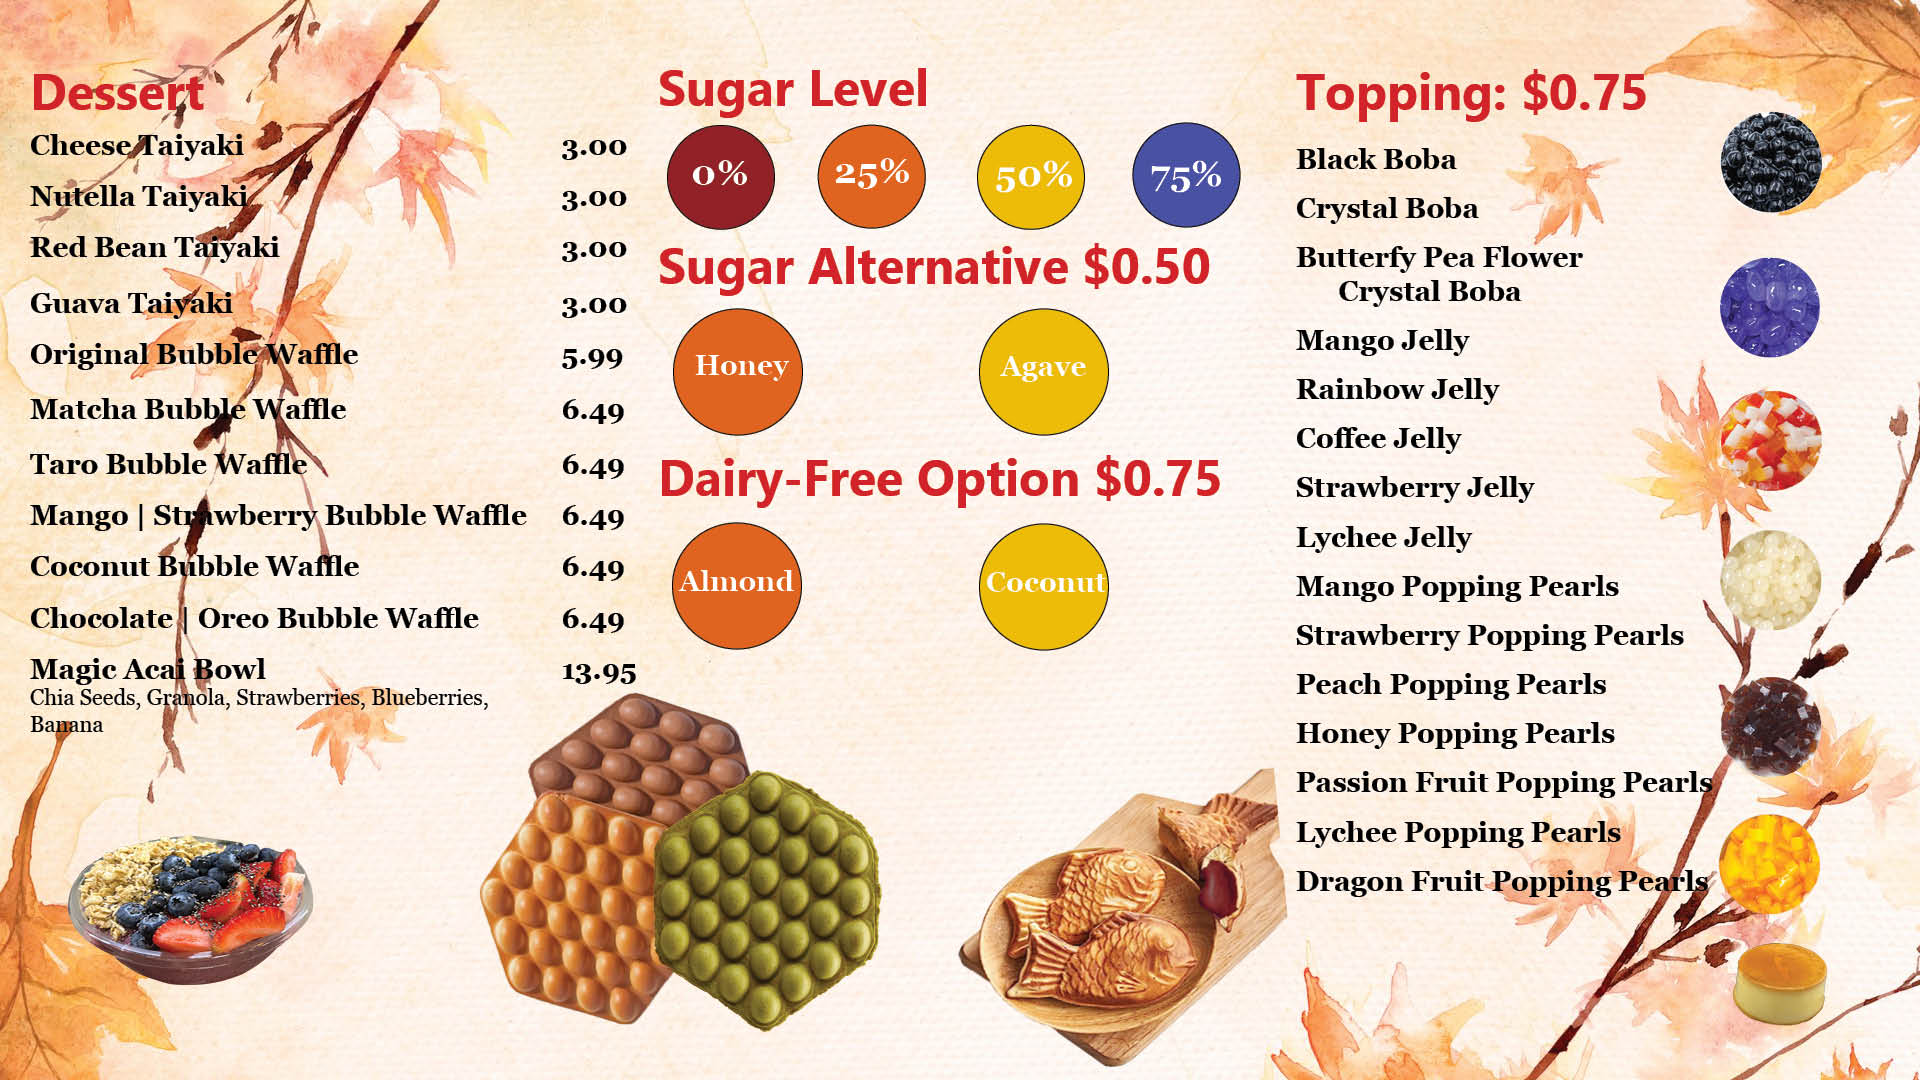 Dessert
Cheese Taiyaki 3.00
Nutella Taiyaki 3.00
Red Bean Taiyaki 3.00
Guava Taiyaki 3.00
Original Bubble Waffle 5.99
Matcha Bubble Waffle 6.49
Taro Bubble Waffle 6.49
Mango | Strawberry Bubble Waffle 6.49
Coconut Bubble Waffle 6.49
Chocolate | Oreo Bubble Waffle 6.49
Magic Acai Bowl 13.95
Chia Seeds, Granola, Strawberries, Blueberries,
Banana
Sugar Level
0% 25% 50% 75%
Sugar Alternative $0.50
Honey Agave
Dairy-Free Option $0.75
Almond Coconut
Topping: $0.75
Black Boba
Crystal Boba
Butterfy Pea Flower
Crystal Boba
Mango Jelly
Rainbow Jelly
Coffee Jelly
Strawberry Jelly
Lychee Jelly
Mango Popping Pearls
Strawberry Popping Pearls
Peach Popping Pearls
Honey Popping Pearls
Passion Fruit Popping Pearls
Lychee Popping Pearls
Dragon Fruit Popping Pearls